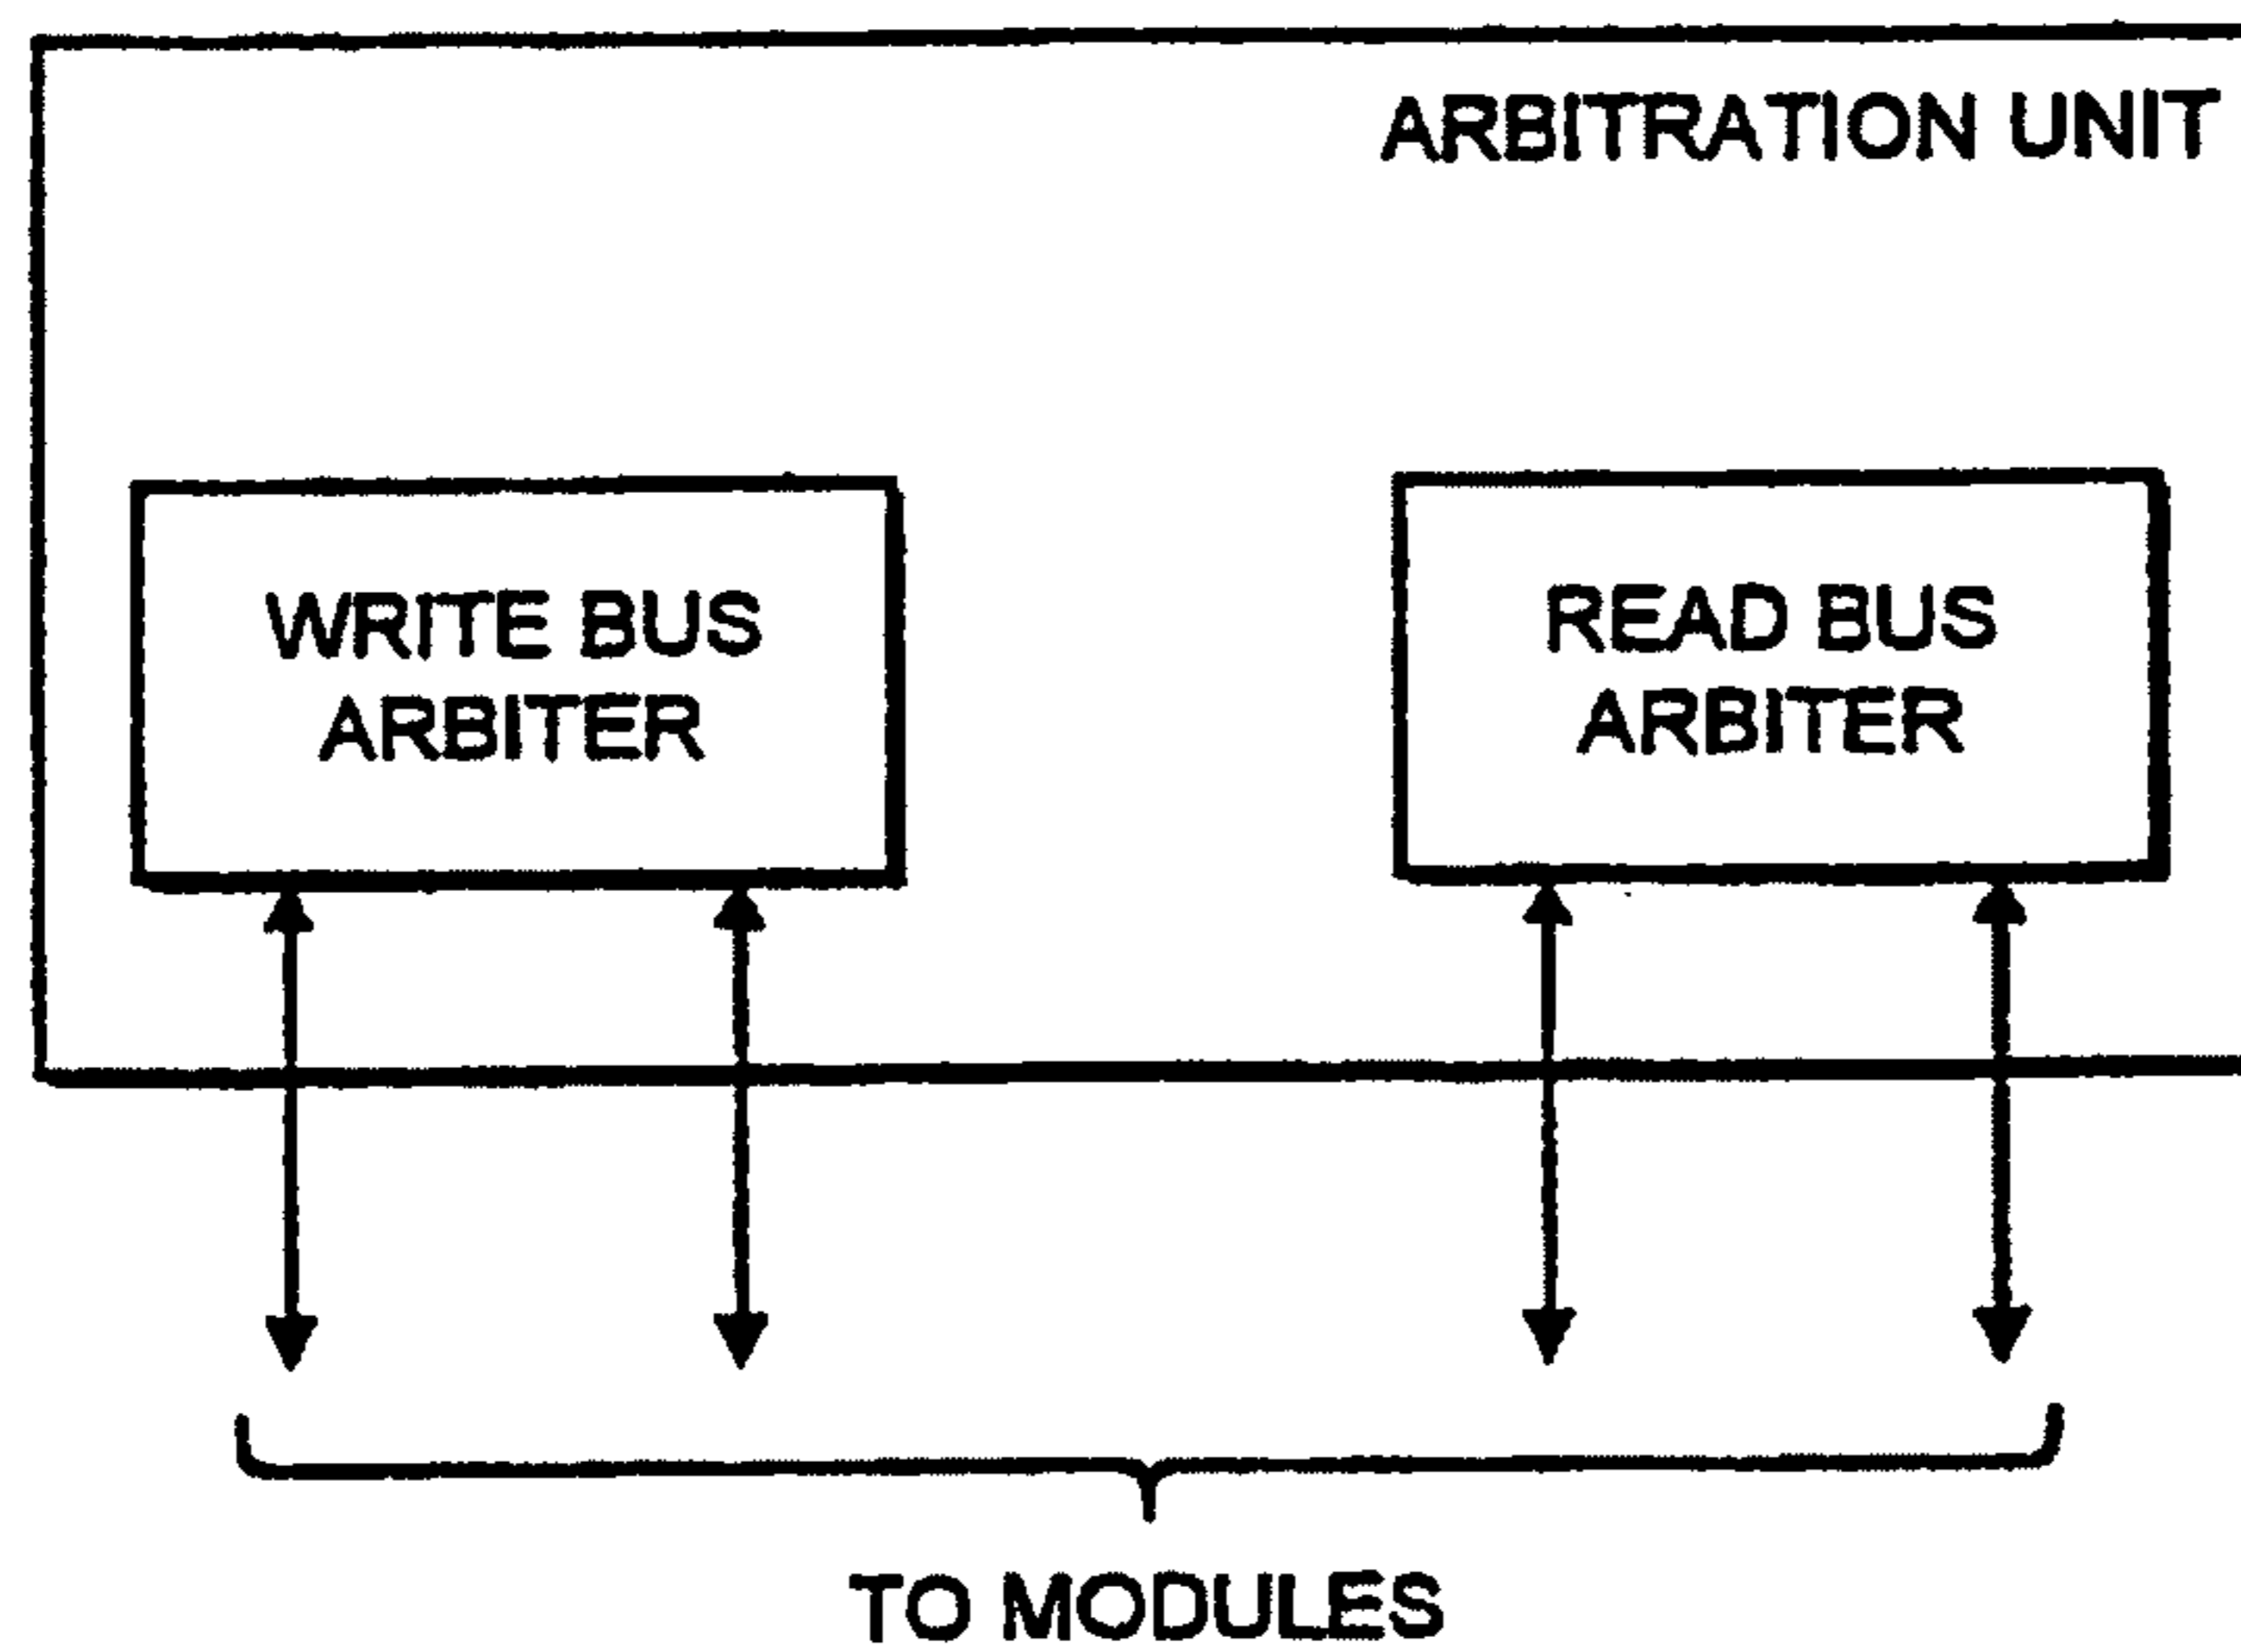 ARBITRATION UNIT
WRITE BUS
ARBITER
READ BUS
ARBITER
TO MODULES